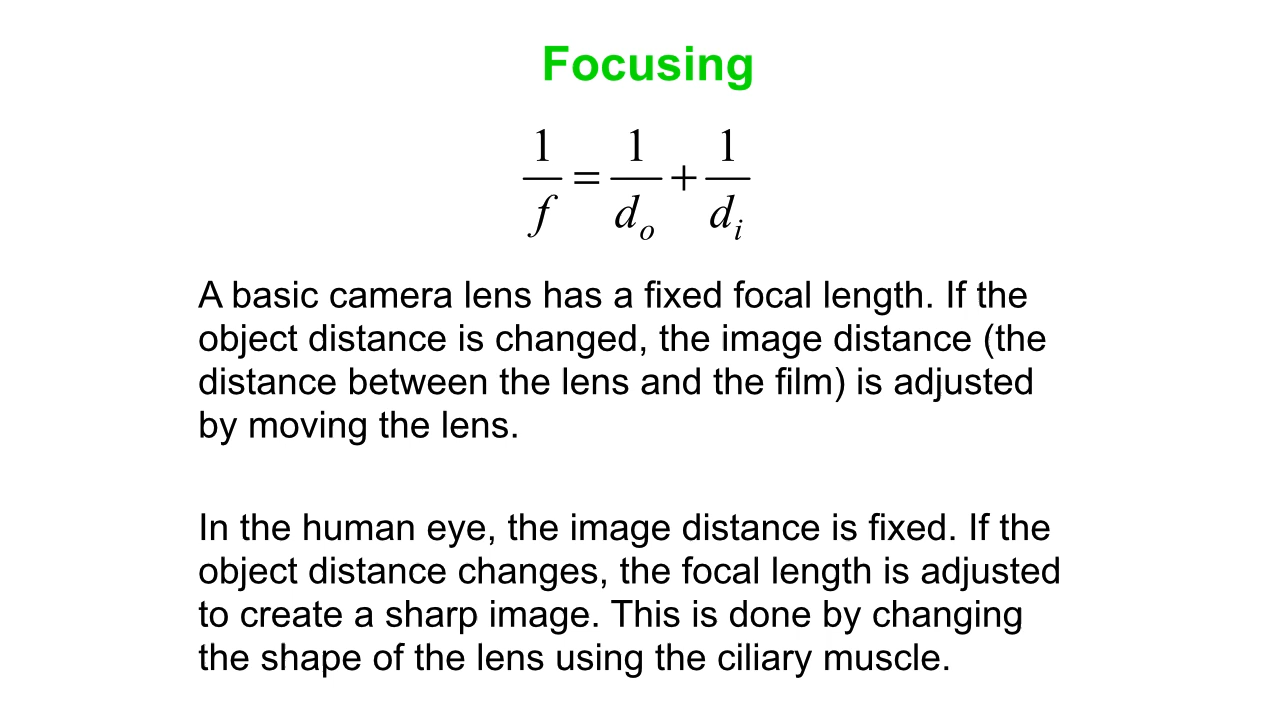 Focusing
1/f = 1/d_o + 1/d_i
A basic camera lens has a fixed focal length. If the
object distance is changed, the image distance (the
distance between the lens and the film) is adjusted
by moving the lens.
In the human eye, the image distance is fixed. If the
object distance changes, the focal length is adjusted
to create a sharp image. This is done by changing
the shape of the lens using the ciliary muscle.